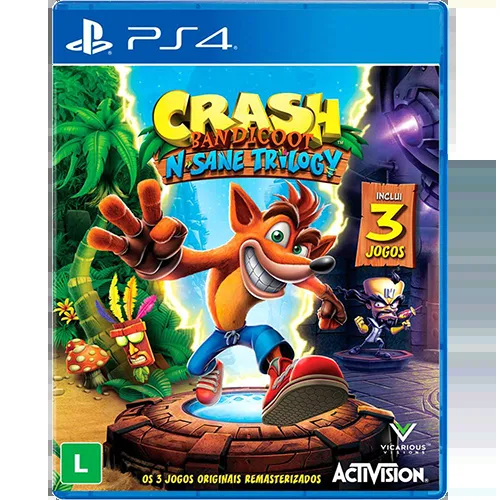 PS4
CRASH
BANDICOOT
N. SANE TRILOGY
INCLUI
3
JOGOS
L
VICARIOUS
VISIONS
ACTIVISION
OS 3 JOGOS ORIGINAIS REMASTERIZADOS